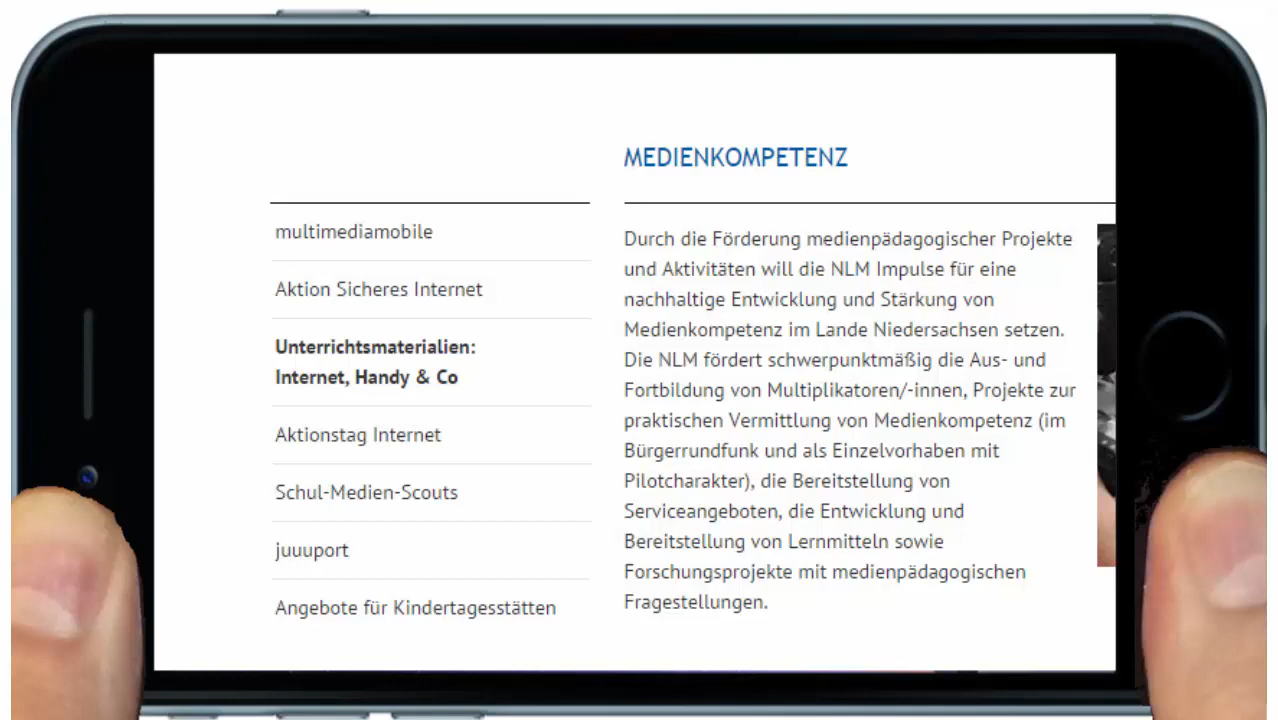 MEDIENKOMPETENZ
multimediamobile
Aktion Sicheres Internet
Unterrichtsmaterialien:
Internet, Handy & Co
Aktionstag Internet
Schul-Medien-Scouts
juuuport
Angebote für Kindertagesstätten
Durch die Förderung medienpädagogischer Projekte
und Aktivitäten will die NLM Impulse für eine
nachhaltige Entwicklung und Stärkung von
Medienkompetenz im Lande Niedersachsen setzen.
Die NLM fördert schwerpunktmäßig die Aus- und
Fortbildung von Multiplikatoren/-innen, Projekte zur
praktischen Vermittlung von Medienkompetenz (im
Bürgerrundfunk und als Einzelvorhaben mit
Pilotcharakter), die Bereitstellung von
Serviceangeboten, die Entwicklung und
Bereitstellung von Lernmitteln sowie
Forschungsprojekte mit medienpädagogischen
Fragestellungen.